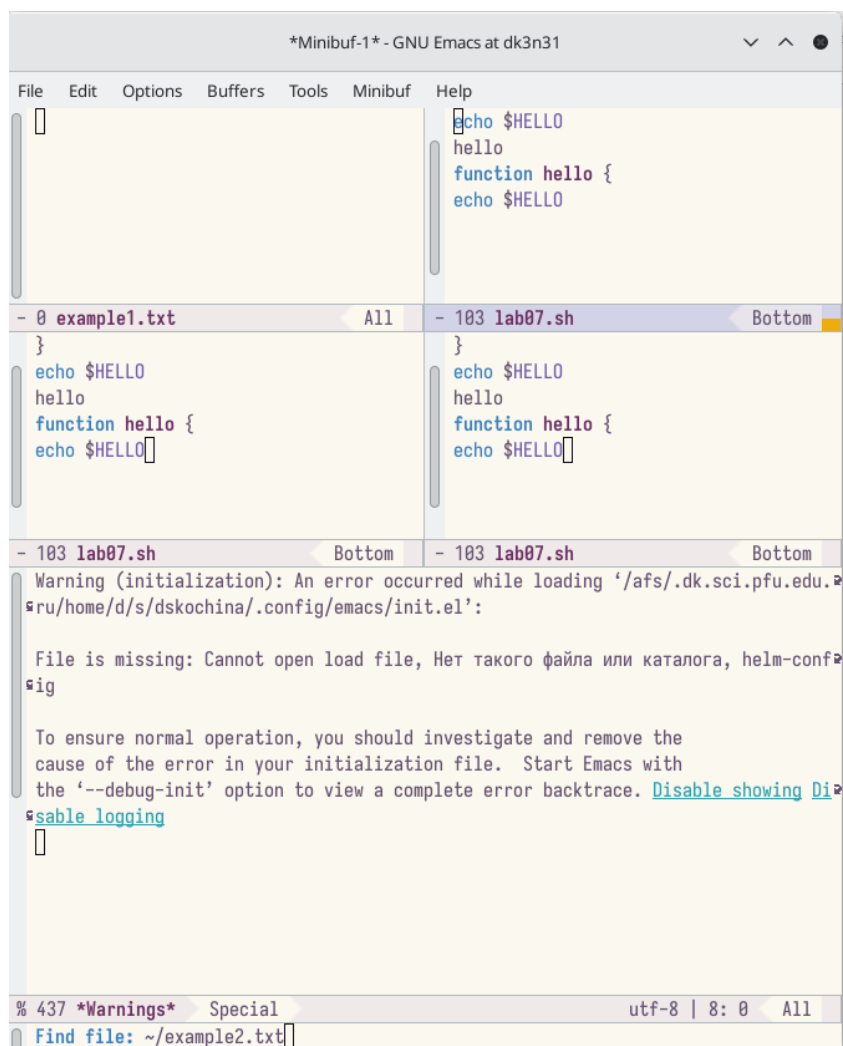 *Minibuf-1* - GNU Emacs at dk3n31
File Edit Options Buffers Tools Minibuf Help
echo $HELLO
hello
function hello {
echo $HELLO
- 0 example1.txt All
- 103 lab07.sh Bottom
}
echo $HELLO
hello
function hello {
echo $HELLO
- 103 lab07.sh Bottom
}
echo $HELLO
hello
function hello {
echo $HELLO
- 103 lab07.sh Bottom
Warning (initialization): An error occurred while loading ‘/afs/.dk.sci.pfu.edu.
ru/home/d/s/dskochina/.config/emacs/init.el’:
File is missing: Cannot open load file, Нет такого файла или каталога, helm-conf
ig
To ensure normal operation, you should investigate and remove the
cause of the error in your initialization file.  Start Emacs with
the ‘--debug-init’ option to view a complete error backtrace. Disable showing Di
sable logging
% 437 *Warnings* Special utf-8 | 8: 0 All
Find file: ~/example2.txt